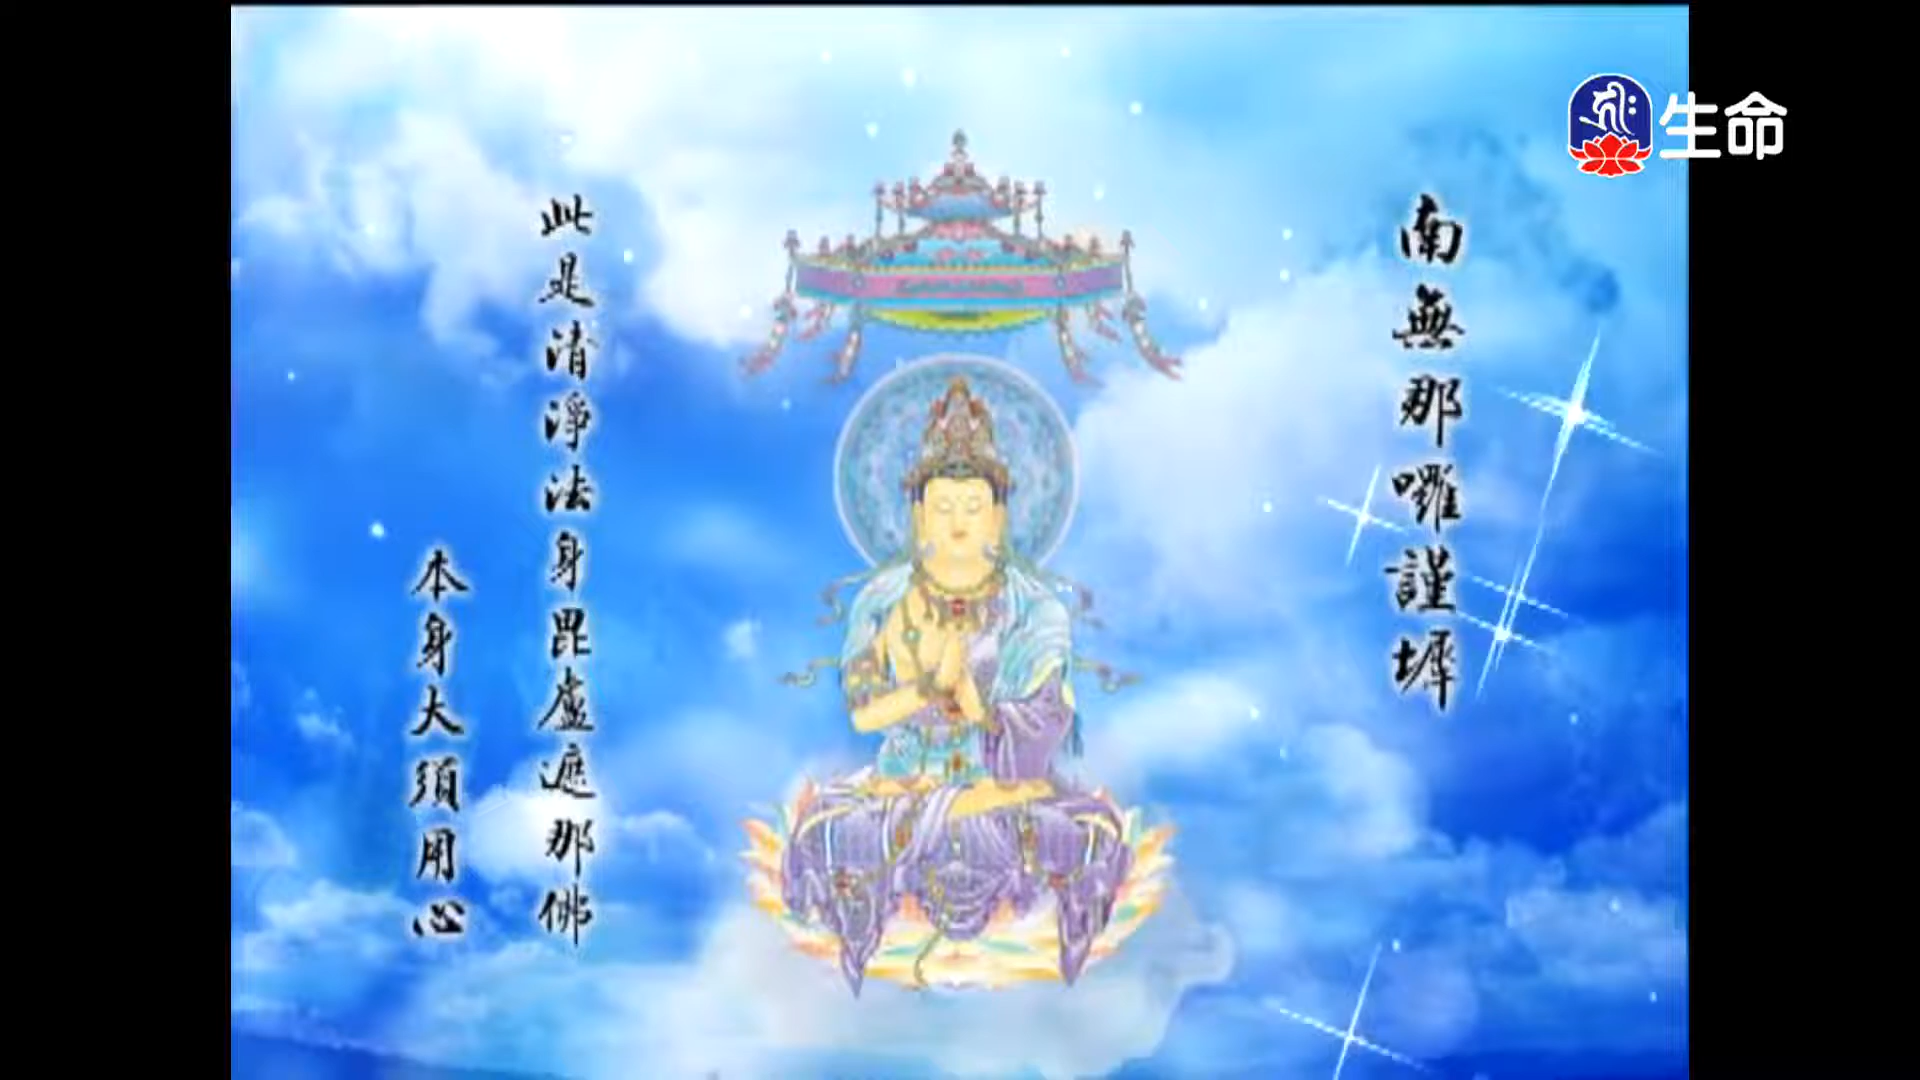 生命
南無那囉謹墀
此是清淨法身毘盧遮那佛
本身大須用心